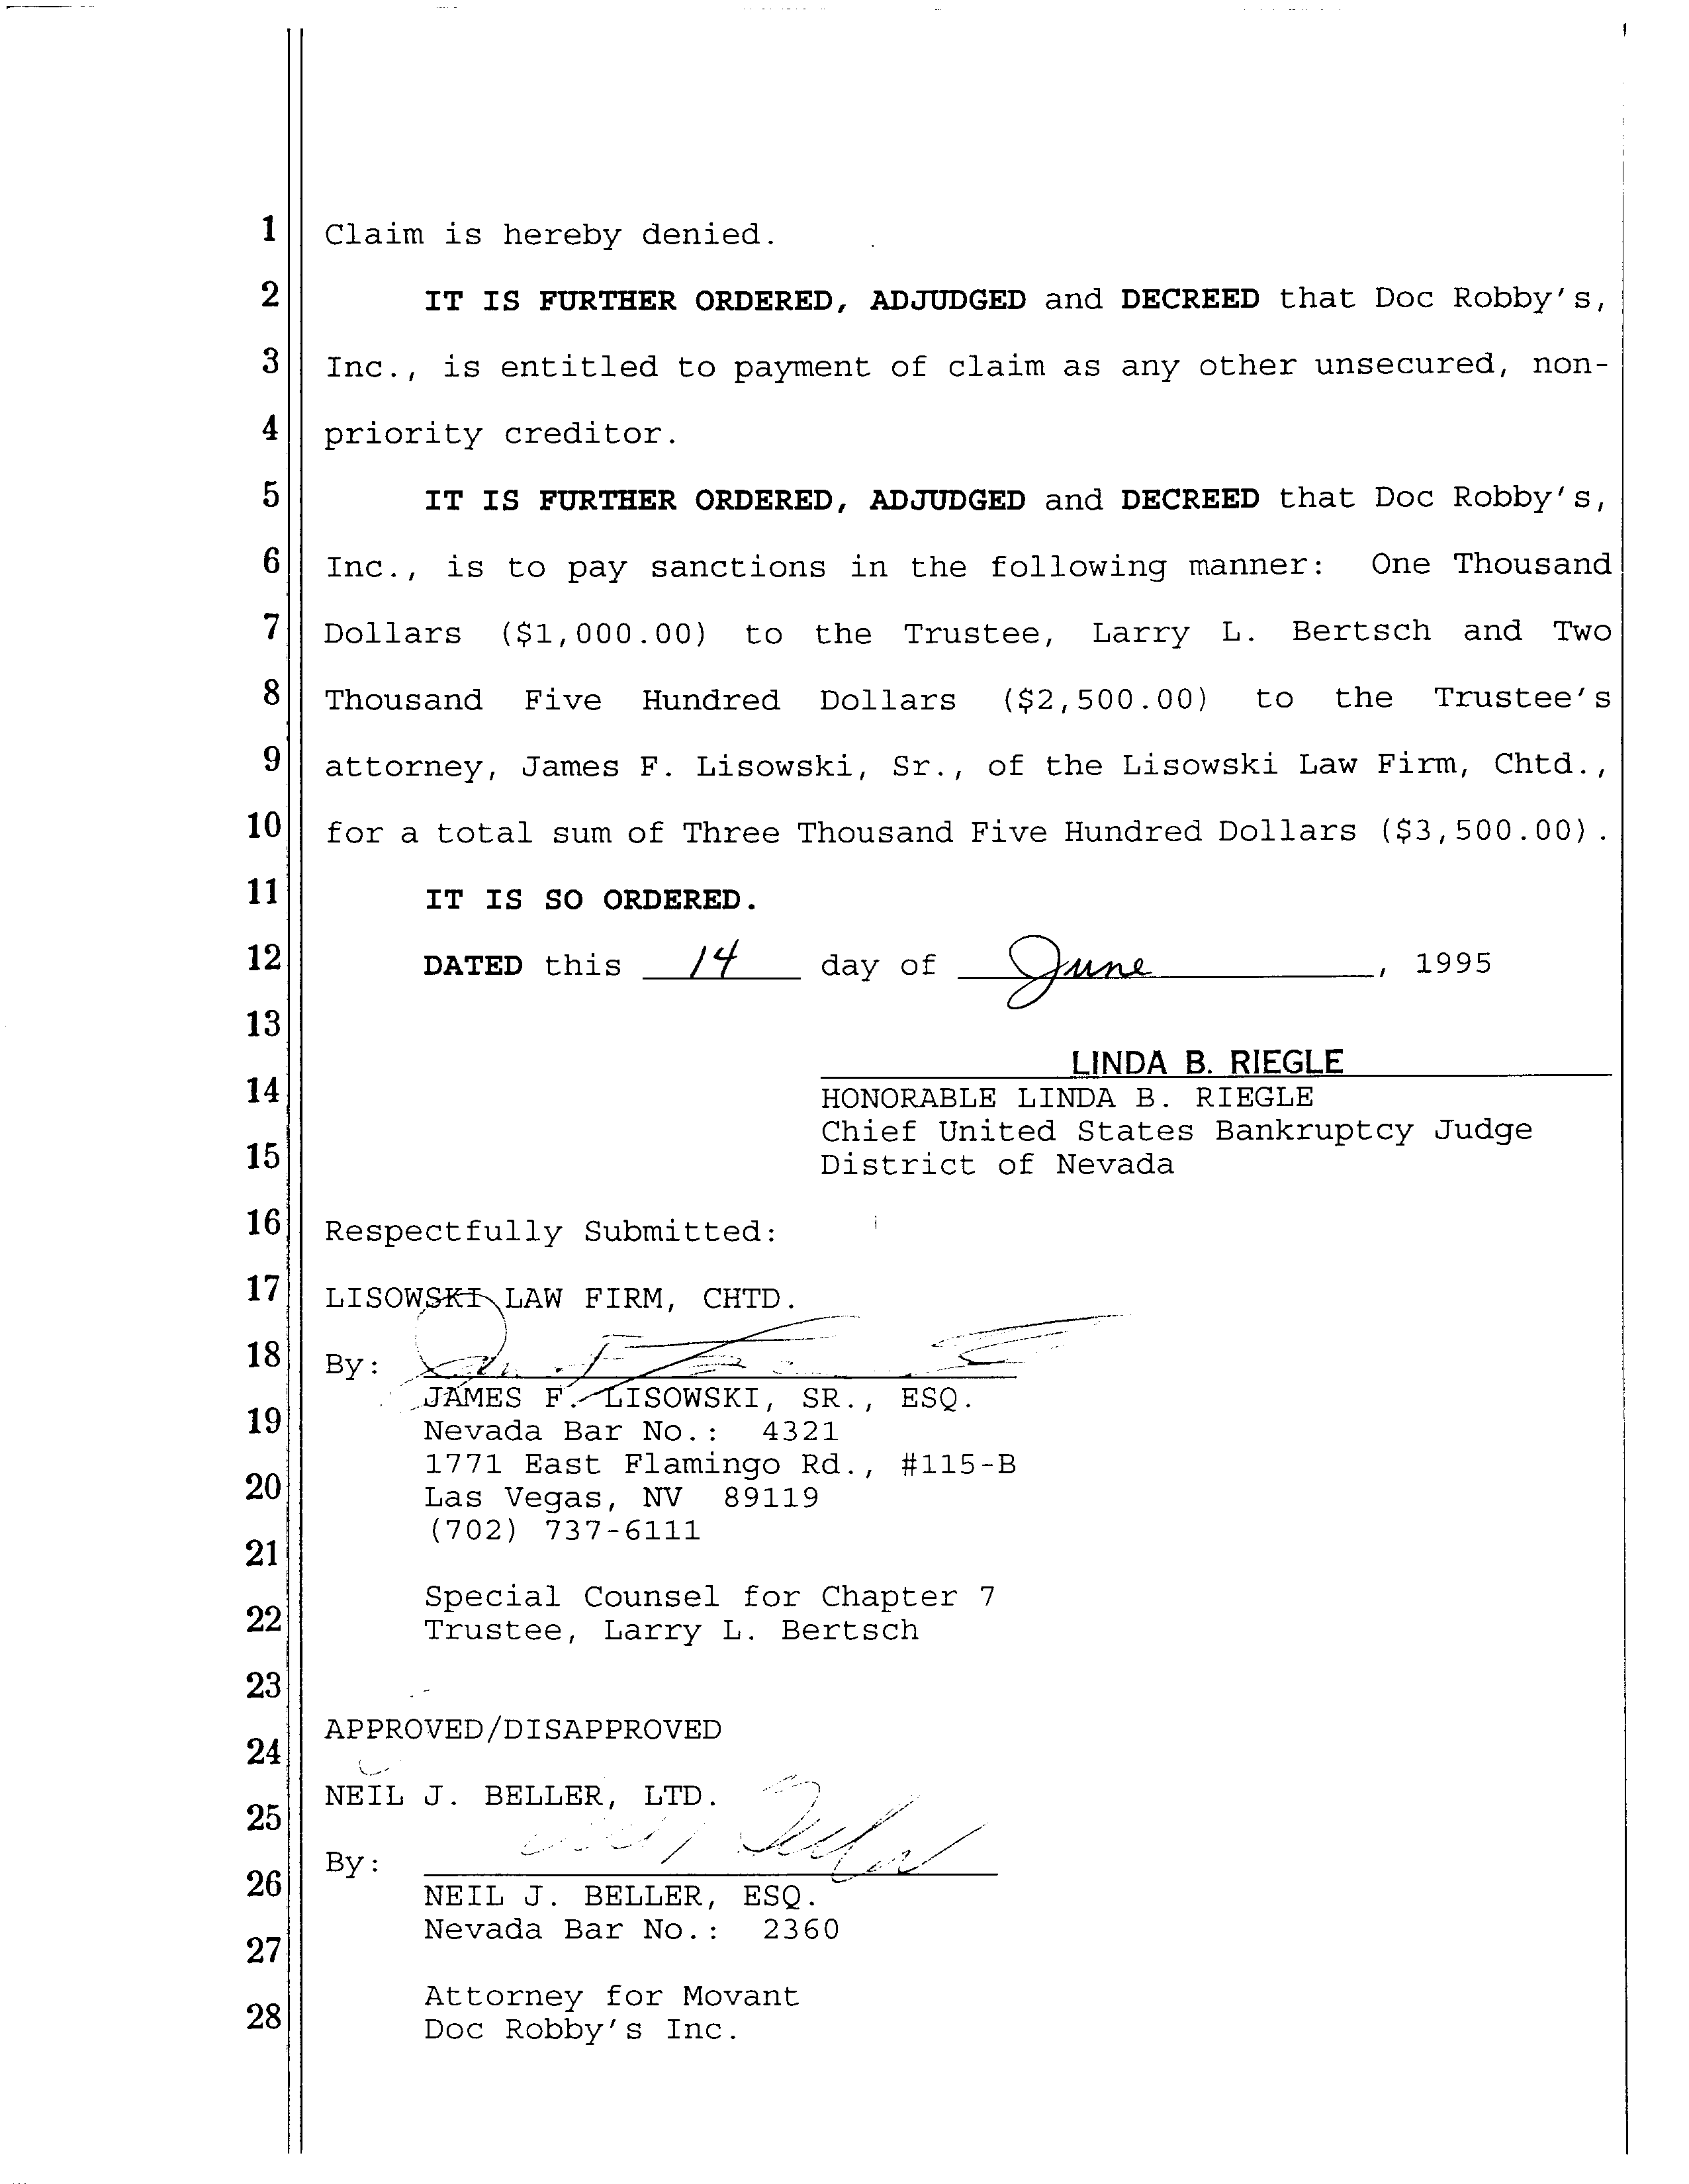 1 Claim is hereby denied.
2 IT IS FURTHER ORDERED, ADJUDGED and DECREED that Doc Robby's,
3 Inc., is entitled to payment of claim as any other unsecured, non-
4 priority creditor.
5 IT IS FURTHER ORDERED, ADJUDGED and DECREED that Doc Robby's,
6 Inc., is to pay sanctions in the following manner: One Thousand
7 Dollars ($1,000.00) to the Trustee, Larry L. Bertsch and Two
8 Thousand Five Hundred Dollars ($2,500.00) to the Trustee's
9 attorney, James F. Lisowski, Sr., of the Lisowski Law Firm, Chtd.,
10 for a total sum of Three Thousand Five Hundred Dollars ($3,500.00).
11 IT IS SO ORDERED.
12 DATED this 14 day of June, 1995
13
LINDA B. RIEGLE
14 HONORABLE LINDA B. RIEGLE
Chief United States Bankruptcy Judge
15 District of Nevada
16 Respectfully Submitted:
17 LISOWSKI LAW FIRM, CHTD.
18 By:
JAMES F. LISOWSKI, SR., ESQ.
19 Nevada Bar No.: 4321
1771 East Flamingo Rd., #115-B
20 Las Vegas, NV 89119
(702) 737-6111
21
Special Counsel for Chapter 7
22 Trustee, Larry L. Bertsch
23
APPROVED/DISAPPROVED
24
NEIL J. BELLER, LTD.
25
By:
26
NEIL J. BELLER, ESQ.
Nevada Bar No.: 2360
27
Attorney for Movant
28
Doc Robby's Inc.